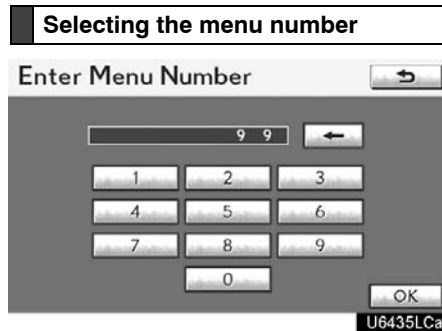 Selecting the menu number
Enter Menu Number
9 9
1 2 3
4 5 6
7 8 9
0
OK
U6435LCa